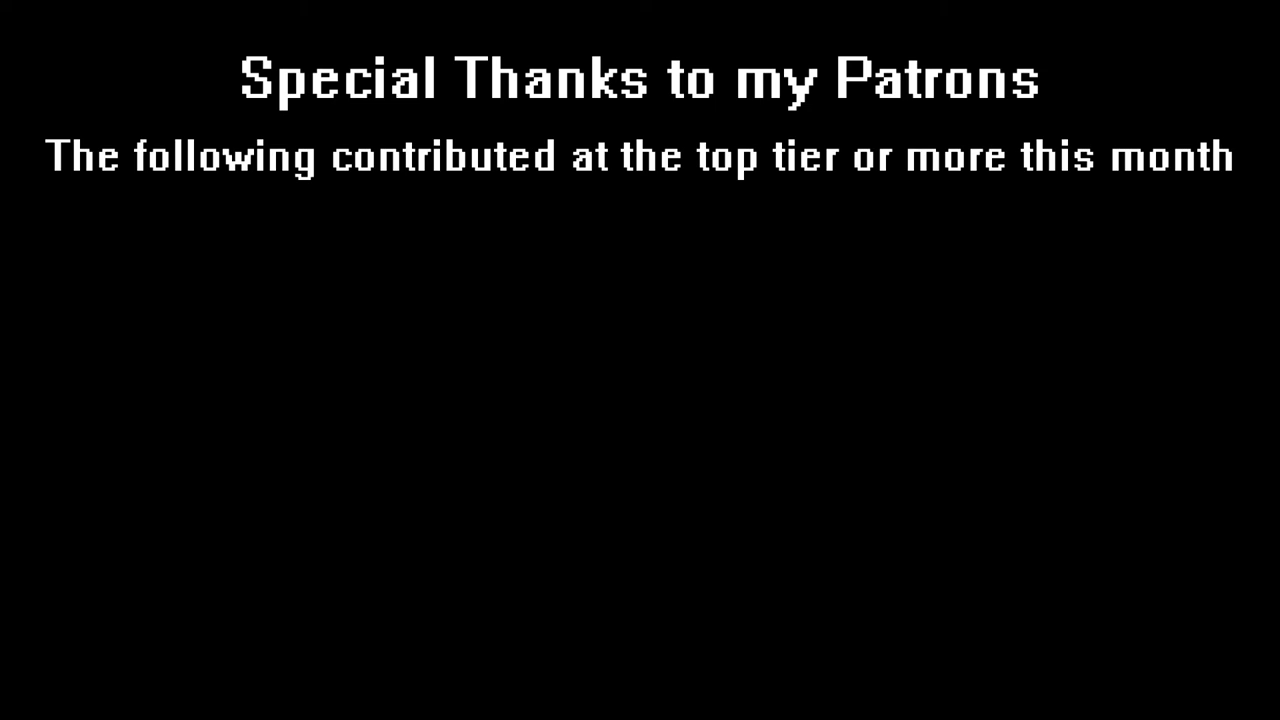 Special Thanks to my Patrons
The following contributed at the top tier or more this month